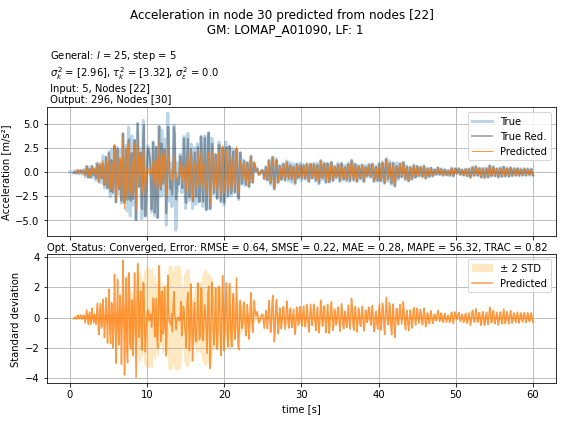 Acceleration in node 30 predicted from nodes [22]
GM: LOMAP_A01090, LF: 1
General: l = 25, step = 5
σ²ₖ = [2.96], τ²ₖ = [3.32], σ²ε = 0.0
Input: 5, Nodes [22]
Output: 296, Nodes [30]
Acceleration [m/s²]
5.0
2.5
0.0
−2.5
−5.0
True
True Red.
Predicted
Opt. Status: Converged, Error: RMSE = 0.64, SMSE = 0.22, MAE = 0.28, MAPE = 56.32, TRAC = 0.82
Standard deviation
4
2
0
−2
−4
± 2 STD
Predicted
0 10 20 30 40 50 60
time [s]